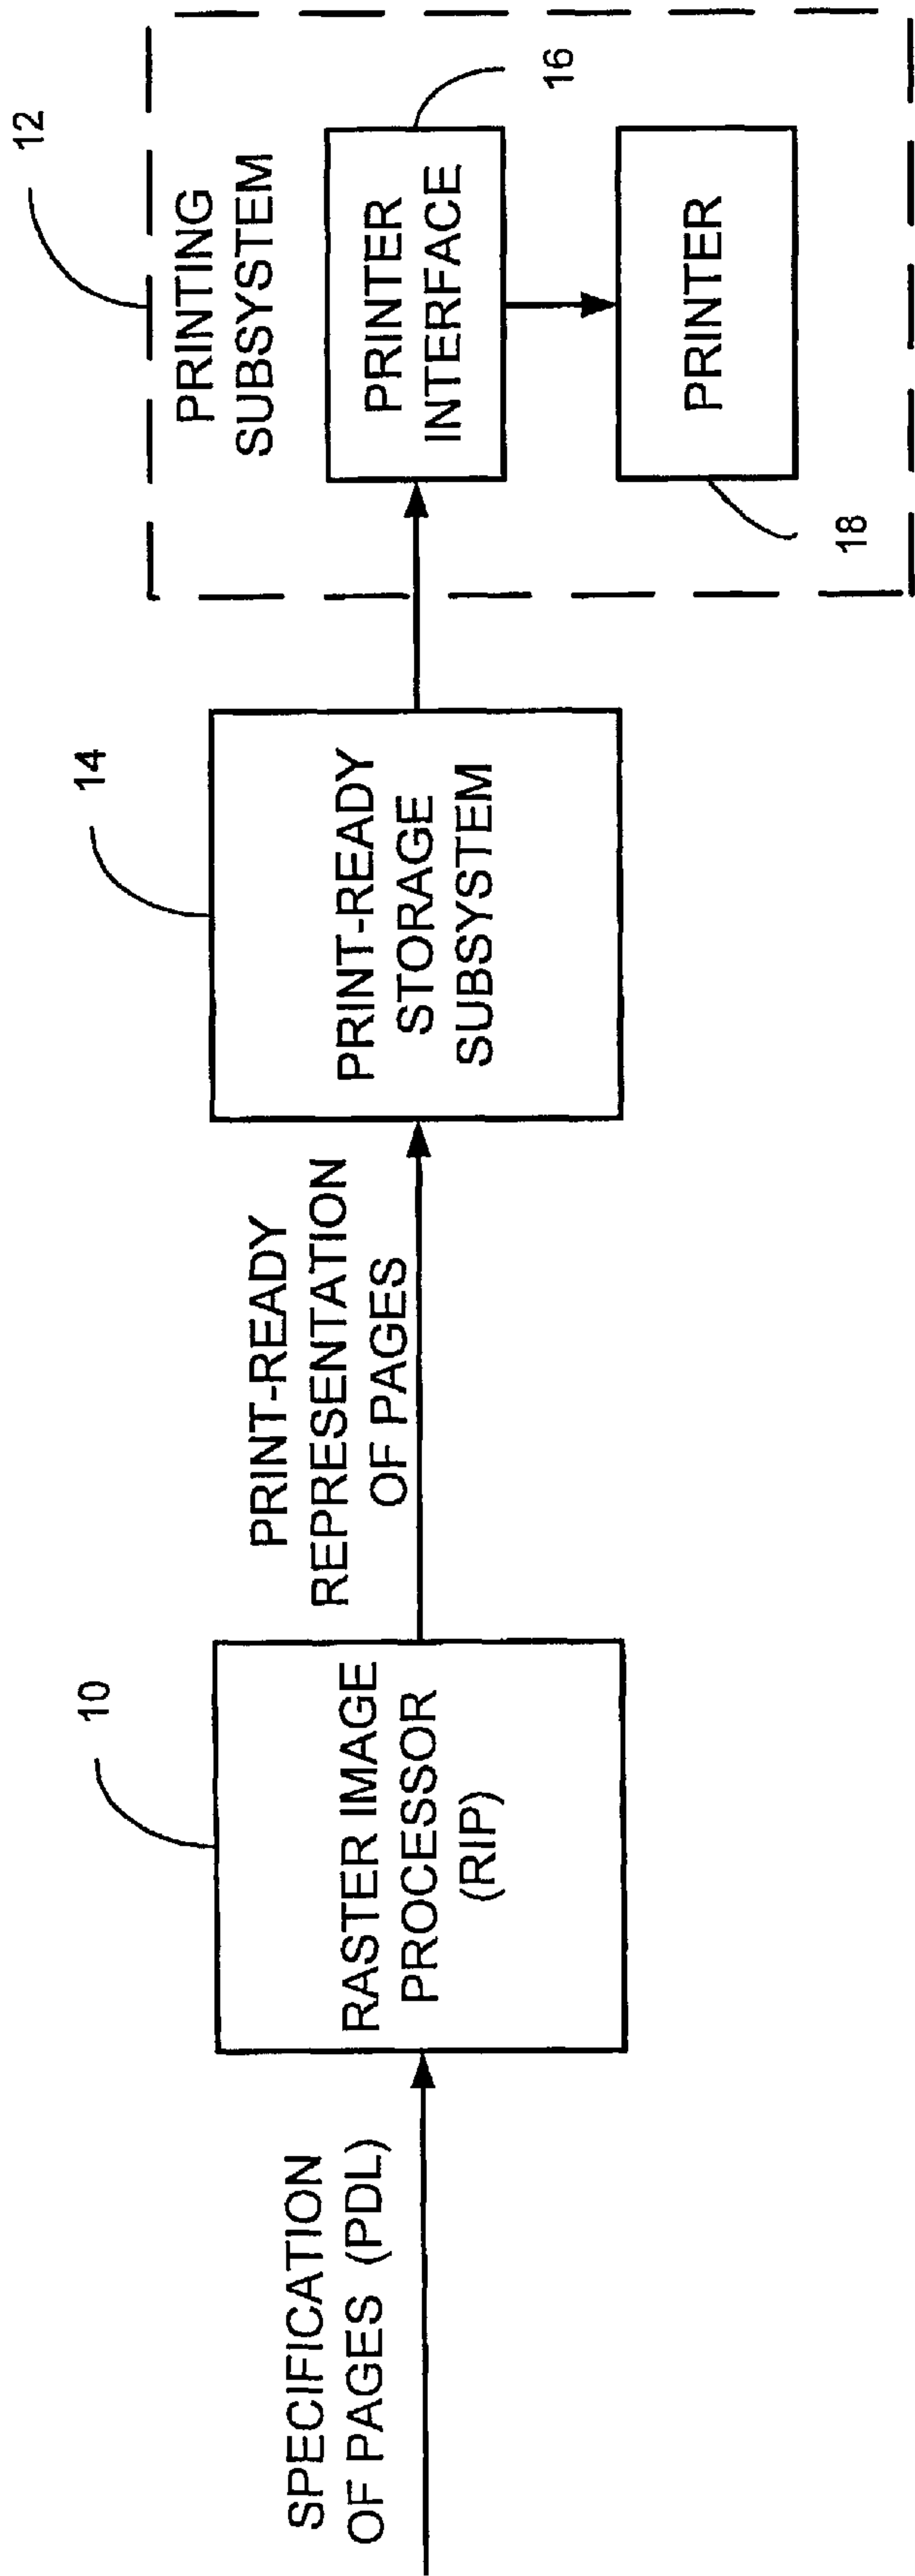 SPECIFICATION
OF PAGES (PDL)
10
RASTER IMAGE
PROCESSOR
(RIP)
PRINT-READY
REPRESENTATION
OF PAGES
14
PRINT-READY
STORAGE
SUBSYSTEM
12
PRINTING
SUBSYSTEM
PRINTER
INTERFACE
16
PRINTER
18